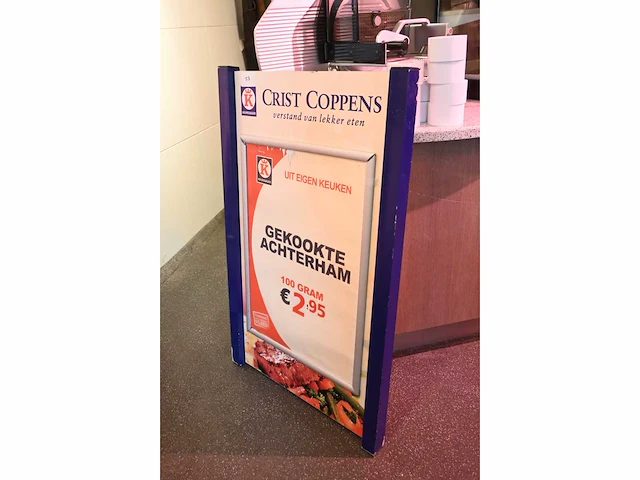 CRIST COPPENS
verstand van lekker eten
K
K
UIT EIGEN KEUKEN
GEKOOKTE
ACHTERHAM
100 GRAM
€2,95